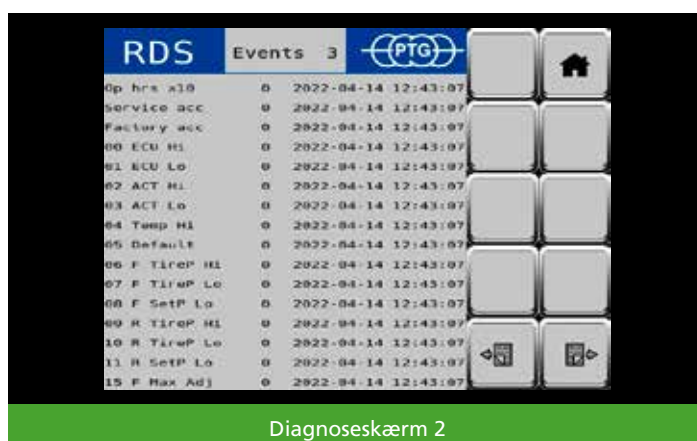 RDS Events 3 PTG
Op hrs x10 0 2022-04-14 12:43:07
Service acc 0 2022-04-14 12:43:07
Factory acc 0 2022-04-14 12:43:07
00 ECU Hi 0 2022-04-14 12:43:07
01 ECU Lo 0 2022-04-14 12:43:07
02 ACT Hi 0 2022-04-14 12:43:07
03 ACT Lo 0 2022-04-14 12:43:07
04 Temp Hi 0 2022-04-14 12:43:07
05 Default 0 2022-04-14 12:43:07
06 F TireP Hi 0 2022-04-14 12:43:07
07 F TireP Lo 0 2022-04-14 12:43:07
08 F SetP Lo 0 2022-04-14 12:43:07
09 R TireP Hi 0 2022-04-14 12:43:07
10 R TireP Lo 0 2022-04-14 12:43:07
11 R SetP Lo 0 2022-04-14 12:43:07
15 F Max Adj 0 2022-04-14 12:43:07
Diagnoseskærm 2